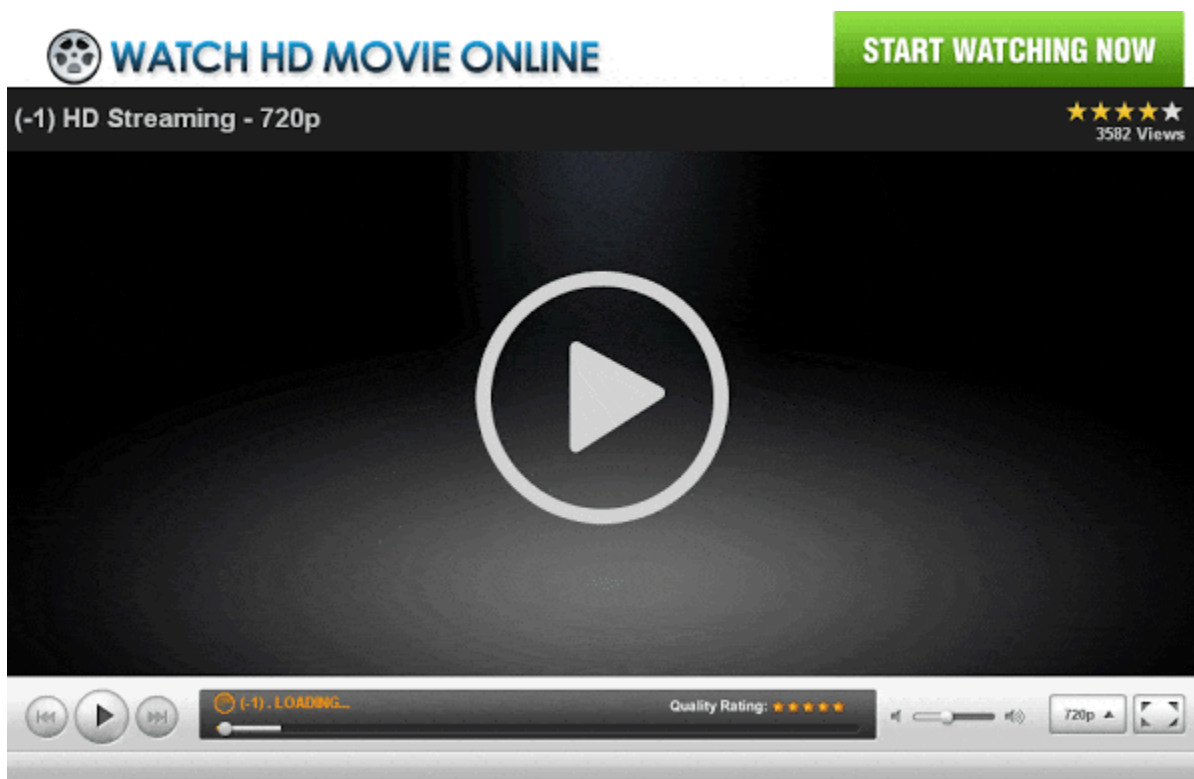 WATCH HD MOVIE ONLINE
START WATCHING NOW
(-1) HD Streaming - 720p
3582 Views
(-1) . LOADING...
Quality Rating:
720p